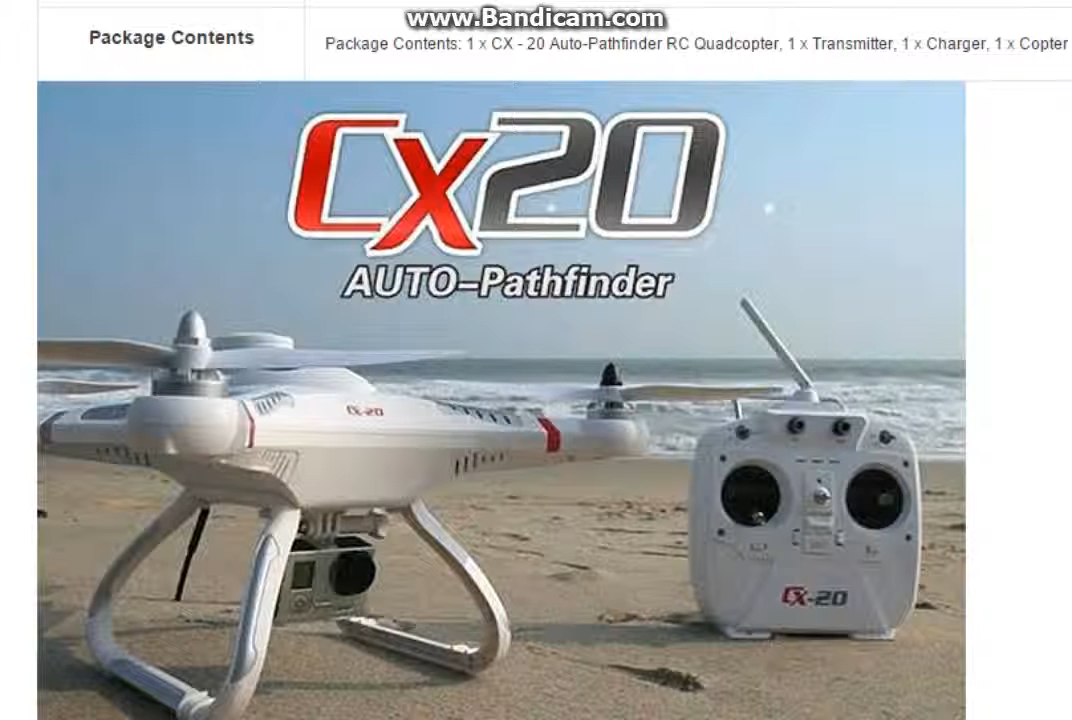 www.Bandicam.com
Package Contents
Package Contents: 1 x CX - 20 Auto-Pathfinder RC Quadcopter, 1 x Transmitter, 1 x Charger, 1 x Copter
Cx20
AUTO-Pathfinder
CX-20
CX-20